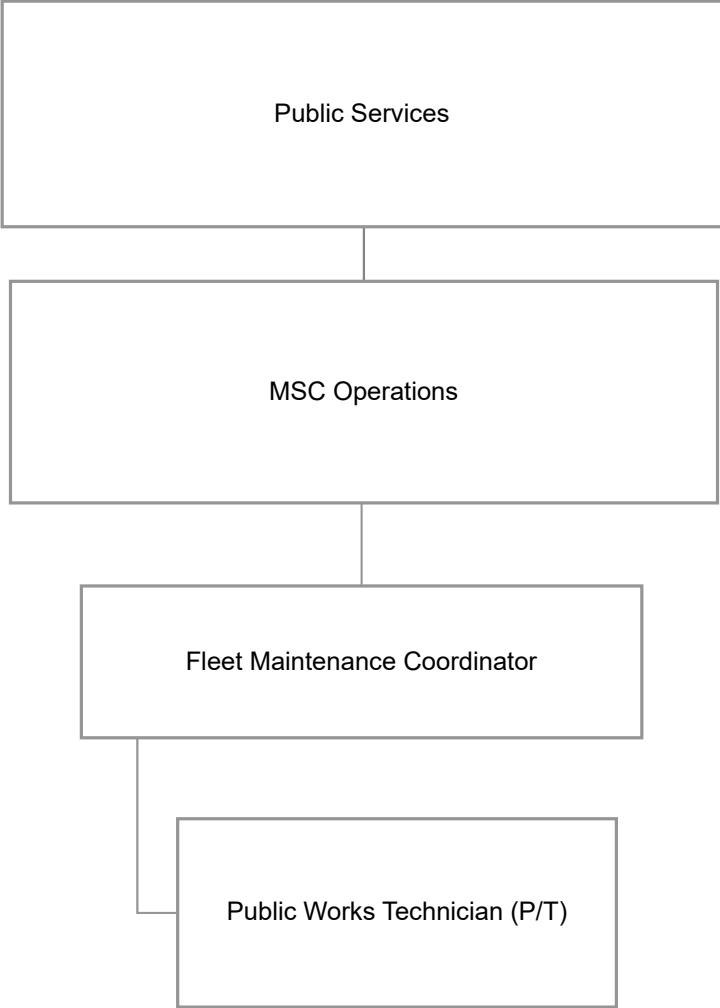 Public Services
MSC Operations
Fleet Maintenance Coordinator
Public Works Technician (P/T)